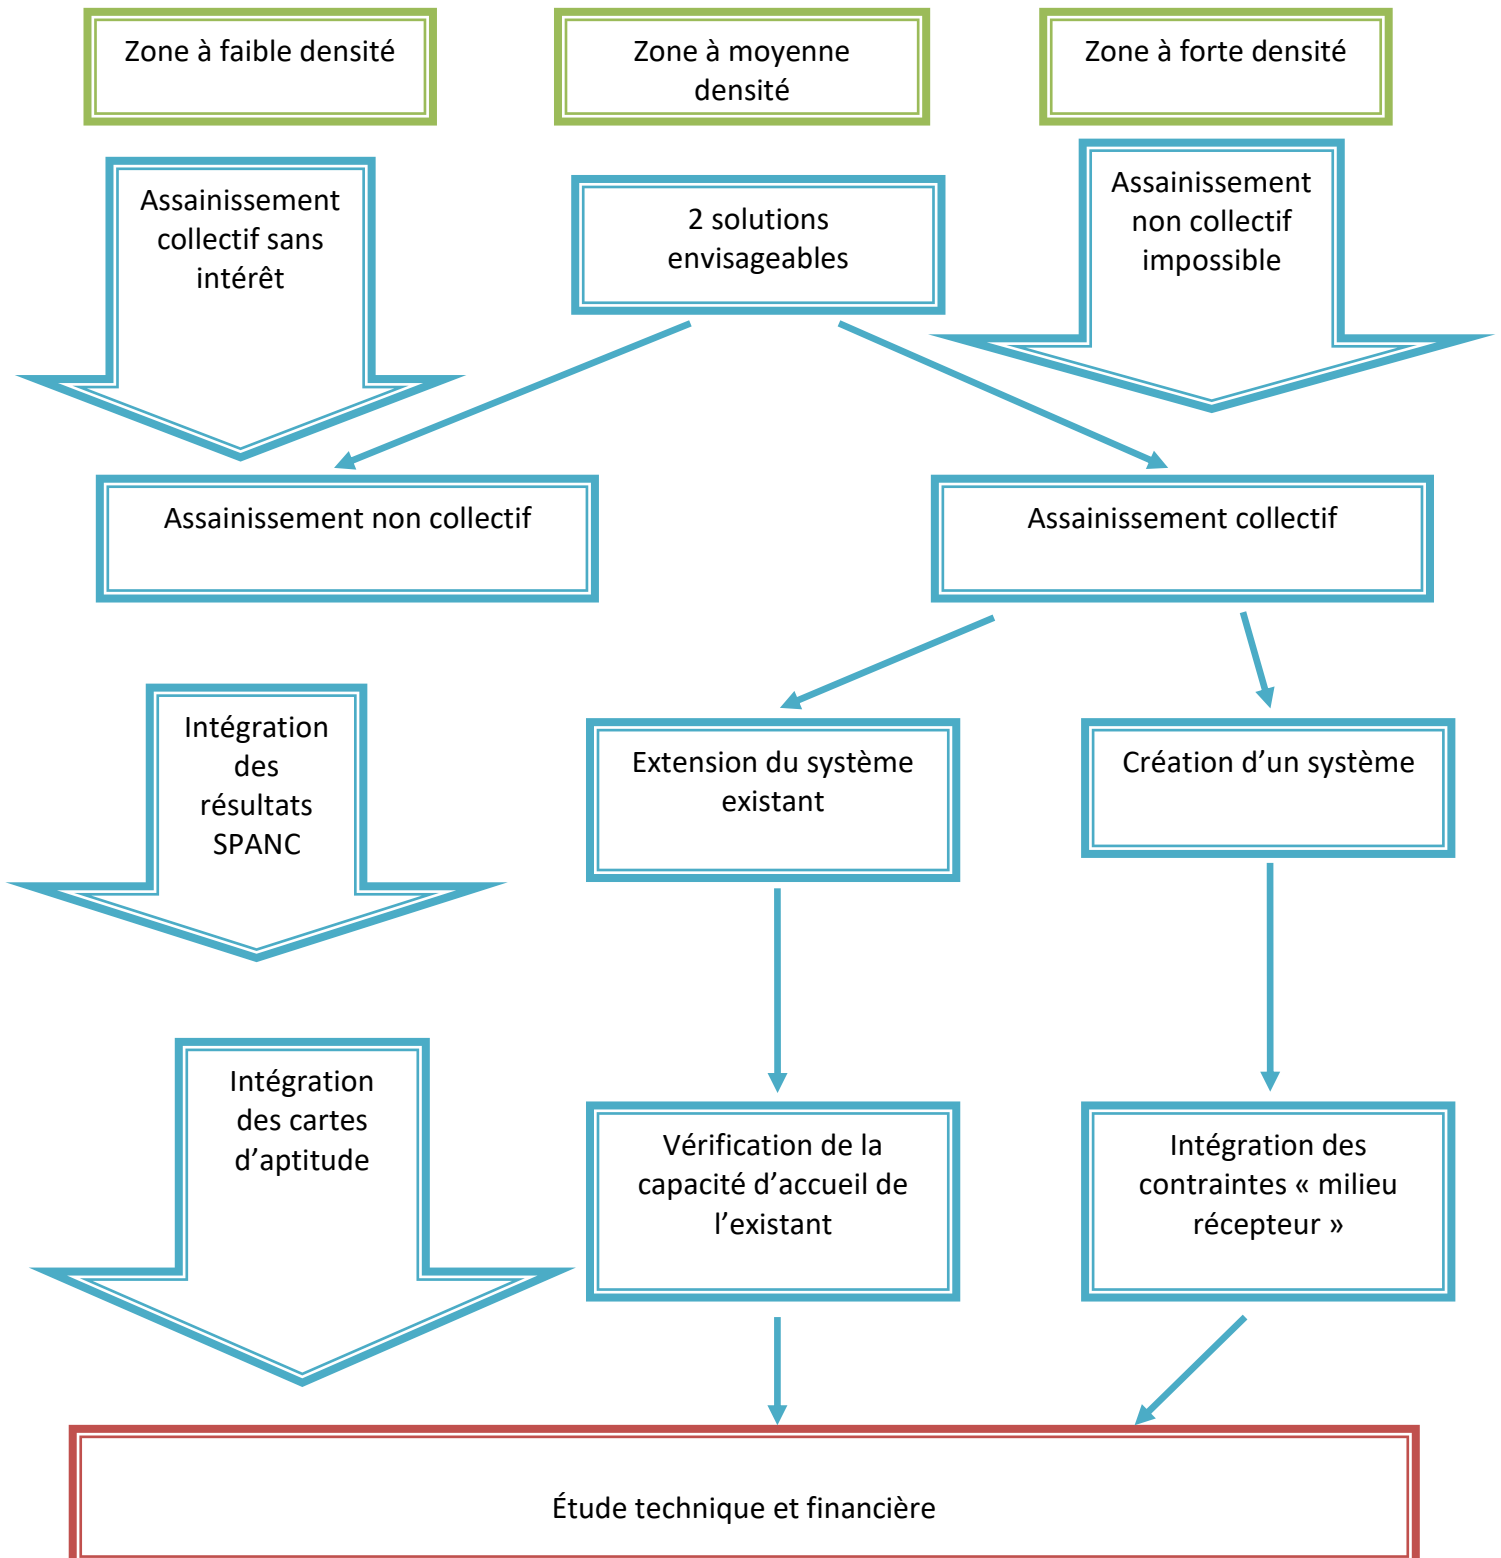 Zone à faible densité
Zone à moyenne
densité
Zone à forte densité
Assainissement
collectif sans
intérêt
2 solutions
envisageables
Assainissement
non collectif
impossible
Assainissement non collectif
Assainissement collectif
Intégration
des
résultats
SPANC
Extension du système
existant
Création d’un système
Intégration
des cartes
d’aptitude
Vérification de la
capacité d’accueil de
l’existant
Intégration des
contraintes « milieu
récepteur »
Étude technique et financière